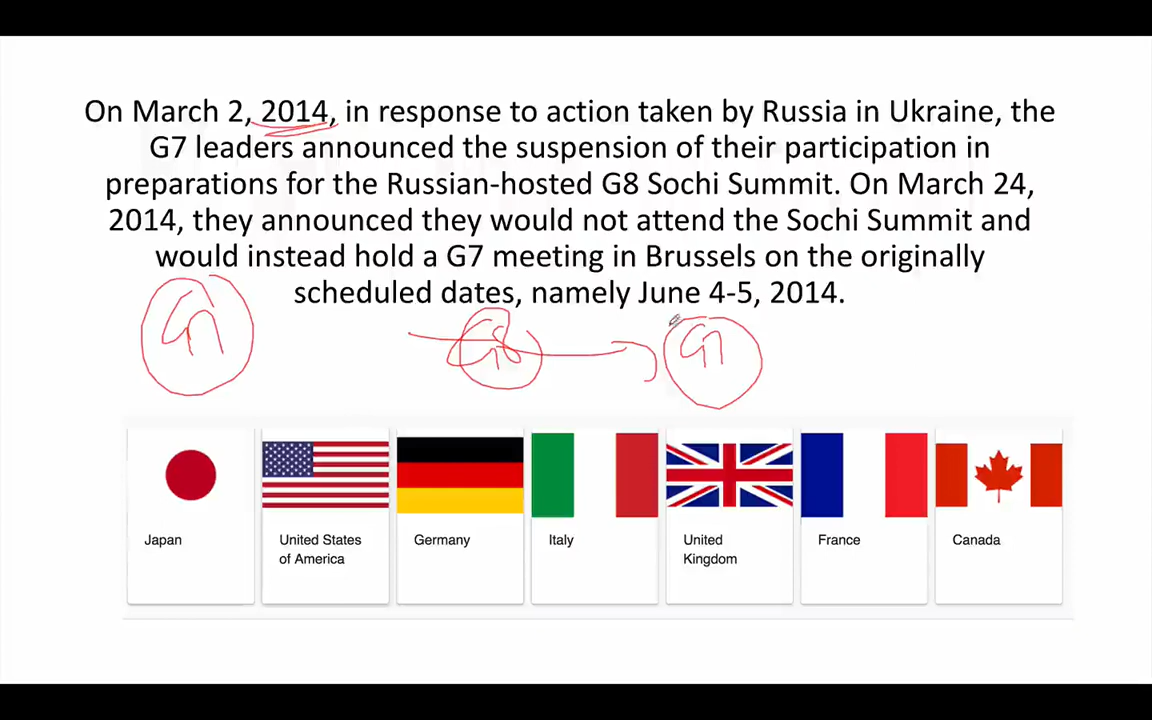 On March 2, 2014, in response to action taken by Russia in Ukraine, the
G7 leaders announced the suspension of their participation in
preparations for the Russian-hosted G8 Sochi Summit. On March 24,
2014, they announced they would not attend the Sochi Summit and
would instead hold a G7 meeting in Brussels on the originally
scheduled dates, namely June 4-5, 2014.
G7 G8 G7
Japan United States Germany Italy United France Canada
of America Kingdom